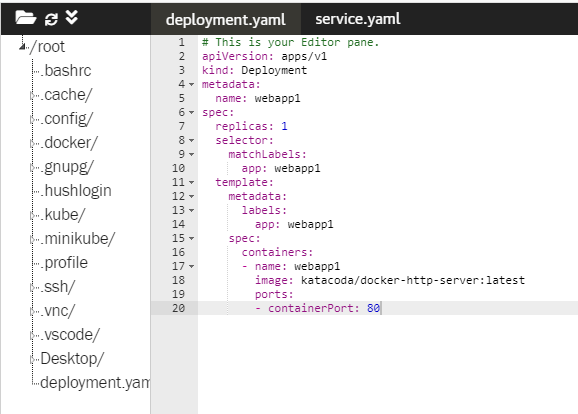 deployment.yaml service.yaml
/root
.bashrc
.cache/
.config/
.docker/
.gnupg/
.hushlogin
.kube/
.minikube/
.profile
.ssh/
.vnc/
.vscode/
Desktop/
deployment.yam
1 # This is your Editor pane.
2 apiVersion: apps/v1
3 kind: Deployment
4 metadata:
5   name: webapp1
6 spec:
7   replicas: 1
8   selector:
9     matchLabels:
10       app: webapp1
11   template:
12     metadata:
13       labels:
14         app: webapp1
15     spec:
16       containers:
17       - name: webapp1
18         image: katacoda/docker-http-server:latest
19         ports:
20         - containerPort: 80